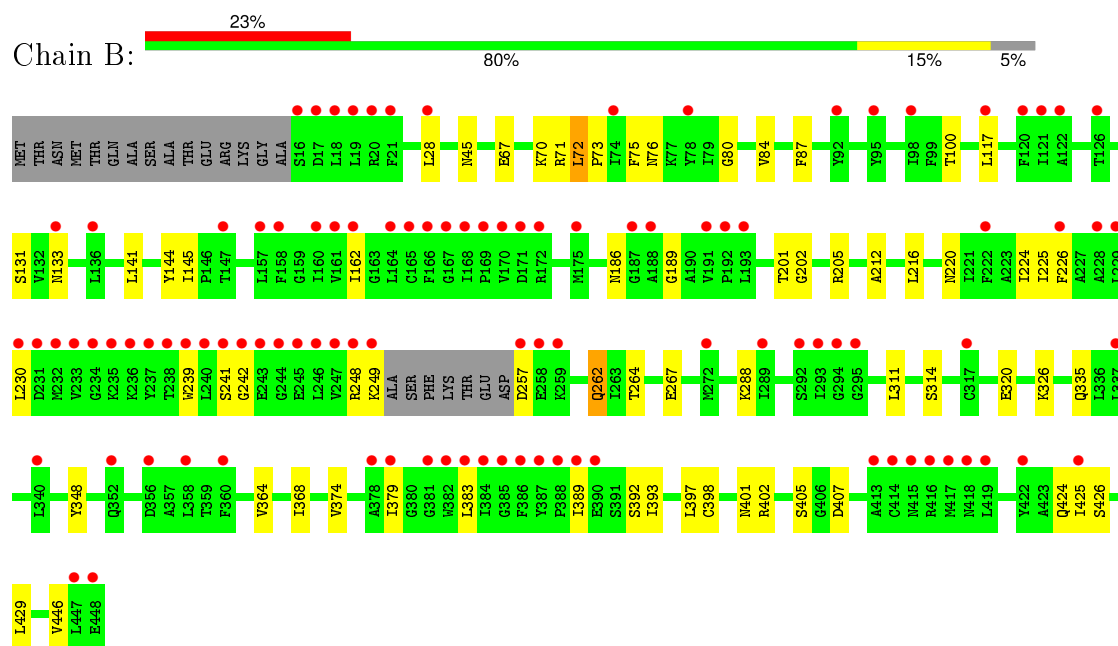 23%
Chain B:
80% 15% 5%
MET THR ASN MET THR GLN ALA SER ALA THR GLU ARG LYS GLY ALA S16 D17 L18 L19 R20 F21 L28 N45 E67 K70 R71 L72 P73 I74 F75 N76 K77 Y78 I79 G80 V84 F87 Y92 Y95 I98 F99 T100 L117 F120 I121 A122 T126
S131 V132 N133 L136 L141 Y144 I145 P146 T147 L157 F158 G159 I160 V161 I162 G163 L164 C165 F166 G167 I168 P169 V170 D171 R172 M175 N186 G187 A188 G189 A190 V191 P192 L193 T201 G202 R205 A212 L216 N220 I221 F222 A223 I224 I225 F226 A227 A228 L229
L230 D231 M232 V233 G234 K235 K236 Y237 T238 W239 L240 S241 G242 E243 G244 E245 L246 V247 R248 K249 ALA SER PHE LYS THR GLU ASP D257 E258 K259 Q262 I263 T264 E267 M272 K288 I289 S292 I293 G294 G295 L311 S314 C317 E320 K326 Q335 L336 L337
L340 Y348 Q352 D356 A357 L358 T359 F360 V364 I368 V374 A378 I379 G380 G381 W382 L383 I384 G385 F386 Y387 P388 I389 E390 S391 S392 I393 L397 C398 N401 R402 S405 G406 D407 A413 C414 N415 R416 M417 N418 L419 Y422 A423 Q424 I425 S426
L429 V446 L447 E448